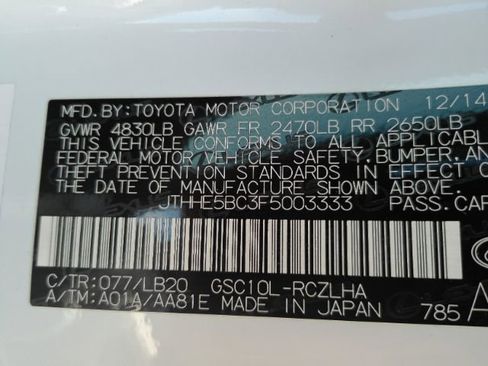 MFD. BY: TOYOTA MOTOR CORPORATION 12/14
GVWR 4830LB GAWR FR 2470LB RR 2650LB
THIS VEHICLE CONFORMS TO ALL APPLICABL
FEDERAL MOTOR VEHICLE SAFETY, BUMPER, AN
THEFT PREVENTION STANDARDS IN EFFECT O
THE DATE OF MANUFACTURE SHOWN ABOVE.
JTHHE5BC3F5003333 PASS.CAR
C/TR:077/LB20 GSC10L-RCZLHA
A/TM:A01A/AA81E MADE IN JAPAN 785 A